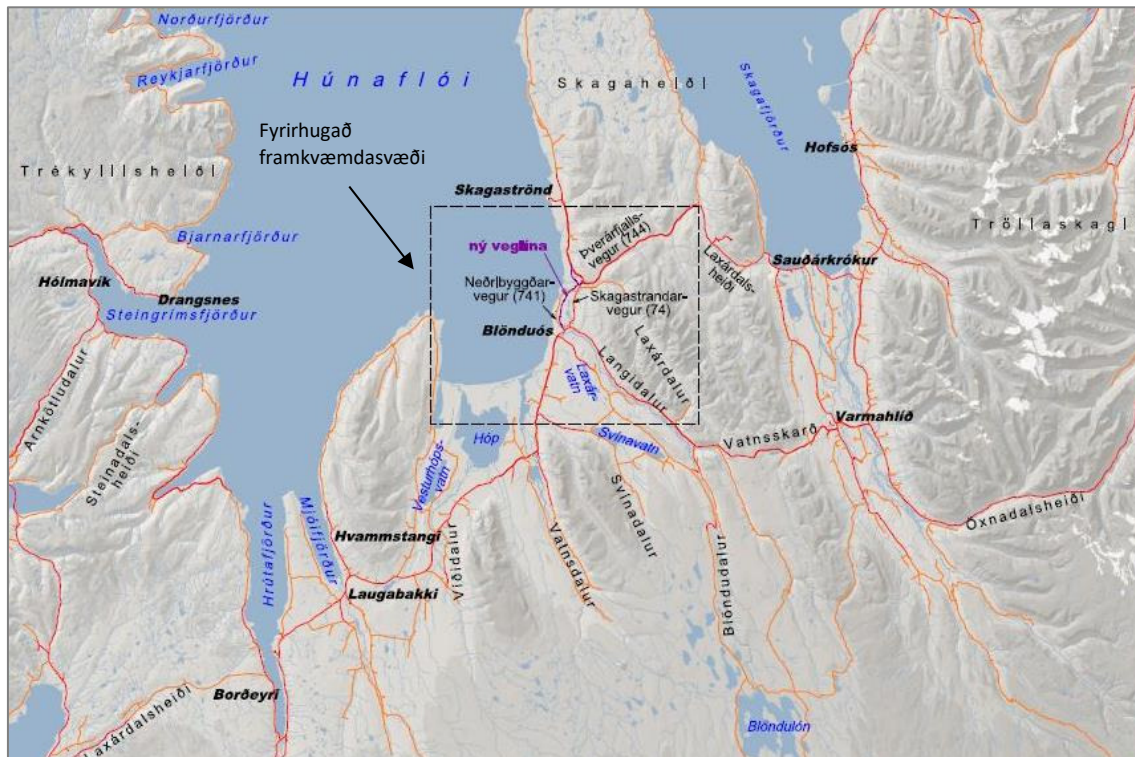 Norðurfjörður
Reykjarfjörður
Húnaflói
Skagaheiði
Skagafjörður
Fyrirhugað
framkvæmdasvæði
Hofsós
Trékyllisheiði
Skagaströnd
Tröllaskagi
Bjarnarfjörður
Þverárfjalls-
vegur (744)
ný veglína
Laxárdals-
heiði
Sauðárkrókur
Hólmavík
Drangsnes
Steingrímsfjörður
Neðribyggðar-
vegur (741)
Skagastrandar-
vegur (74)
Blönduós
Laxárdalur
Langidalur
Laxár-
vatn
Arnkötludalur
Steinadals-
heiði
Varmahlíð
Vatnsskarð
Hóp
Svínavatn
Vesturhóps-
vatn
Svínadalur
Öxnadalsheiði
Hrútafjörður
Miðfjörður
Hvammstangi
Víðidalur
Vatnsdalur
Blöndudalur
Laugabakki
Borðeyri
Laxárdalsheiði
Blöndulón